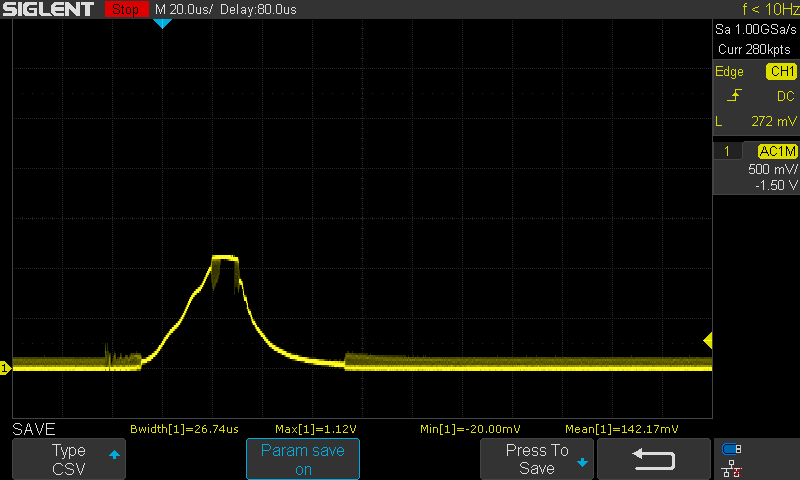 SIGLENT Stop M 20.0us/ Delay:80.0us f < 10Hz
Sa 1.00GSa/s
Curr 280kpts
Edge CH1
DC
L 272 mV
1 AC1M
500 mV/
-1.50 V
1
SAVE Bwidth[1]=26.74us Max[1]=1.12V Min[1]=-20.00mV Mean[1]=142.17mV
Type
CSV
Param save
on
Press To
Save